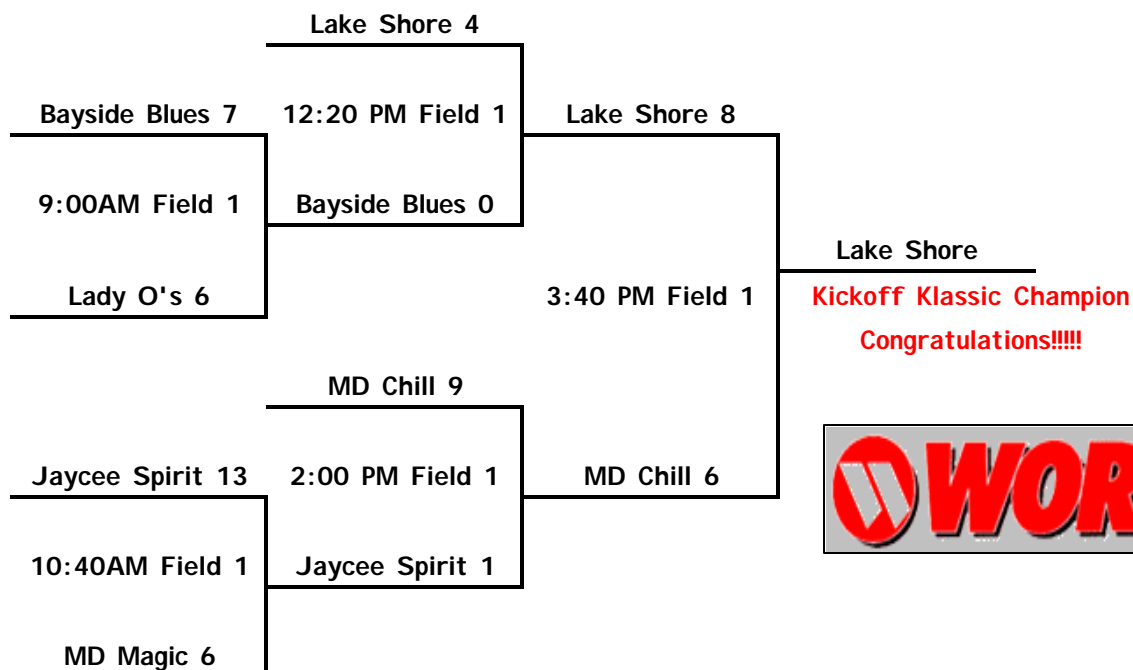 Lake Shore 4
Bayside Blues 7
12:20 PM Field 1
Lake Shore 8
9:00AM Field 1
Bayside Blues 0
Lake Shore
Lady O's 6
3:40 PM Field 1
Kickoff Klassic Champion
Congratulations!!!!!
MD Chill 9
Jaycee Spirit 13
2:00 PM Field 1
MD Chill 6
10:40AM Field 1
Jaycee Spirit 1
MD Magic 6
WOR